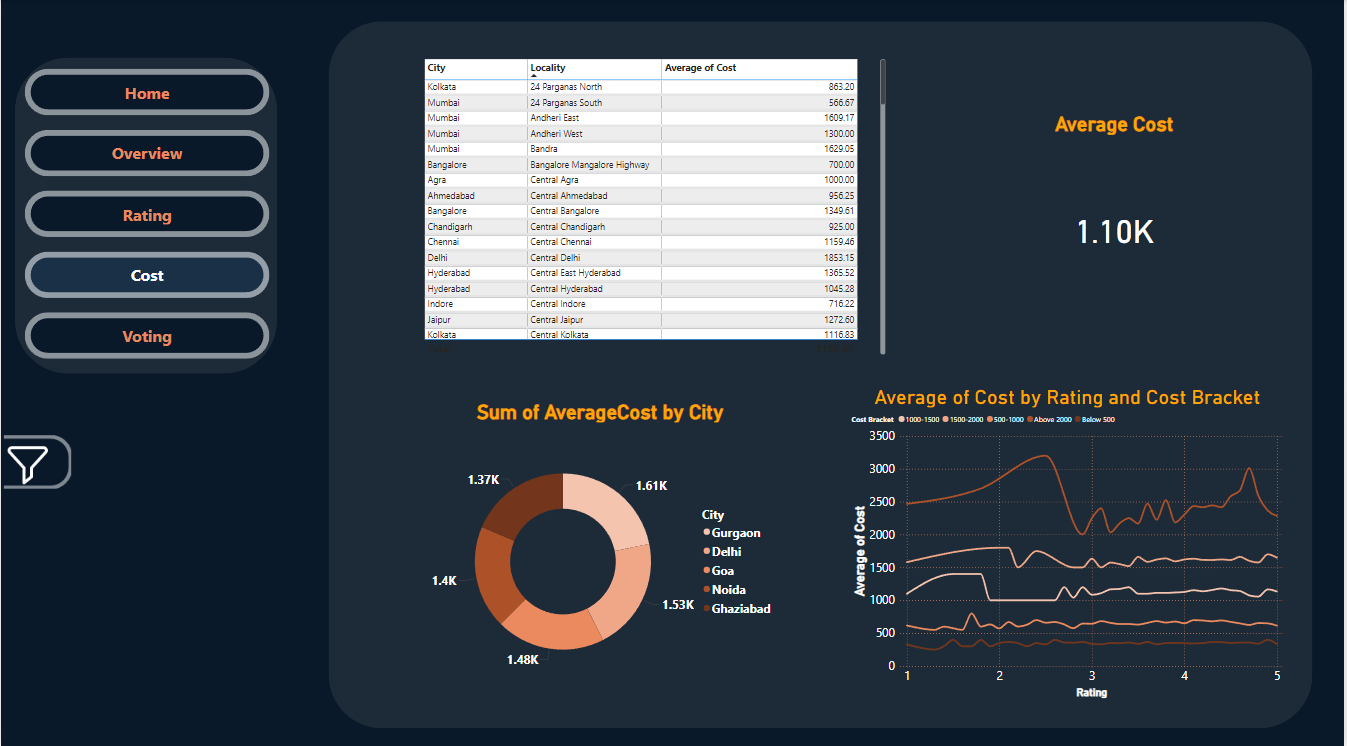 Home
Overview
Rating
Cost
Voting
City Locality Average of Cost
Kolkata 24 Parganas North 863.20
Mumbai 24 Parganas South 566.67
Mumbai Andheri East 1609.17
Mumbai Andheri West 1300.00
Mumbai Bandra 1629.05
Bangalore Bangalore Mangalore Highway 700.00
Agra Central Agra 1000.00
Ahmedabad Central Ahmedabad 956.25
Bangalore Central Bangalore 1349.61
Chandigarh Central Chandigarh 925.00
Chennai Central Chennai 1159.46
Delhi Central Delhi 1853.15
Hyderabad Central East Hyderabad 1365.52
Hyderabad Central Hyderabad 1045.28
Indore Central Indore 716.22
Jaipur Central Jaipur 1272.60
Kolkata Central Kolkata 1116.83
Average Cost
1.10K
Sum of AverageCost by City
1.37K
1.61K
1.4K
1.53K
1.48K
City
Gurgaon
Delhi
Goa
Noida
Ghaziabad
Average of Cost by Rating and Cost Bracket
Cost Bracket 1000-1500 1500-2000 500-1000 Above 2000 Below 500
Average of Cost
3500
3000
2500
2000
1500
1000
500
0
1 2 3 4 5
Rating